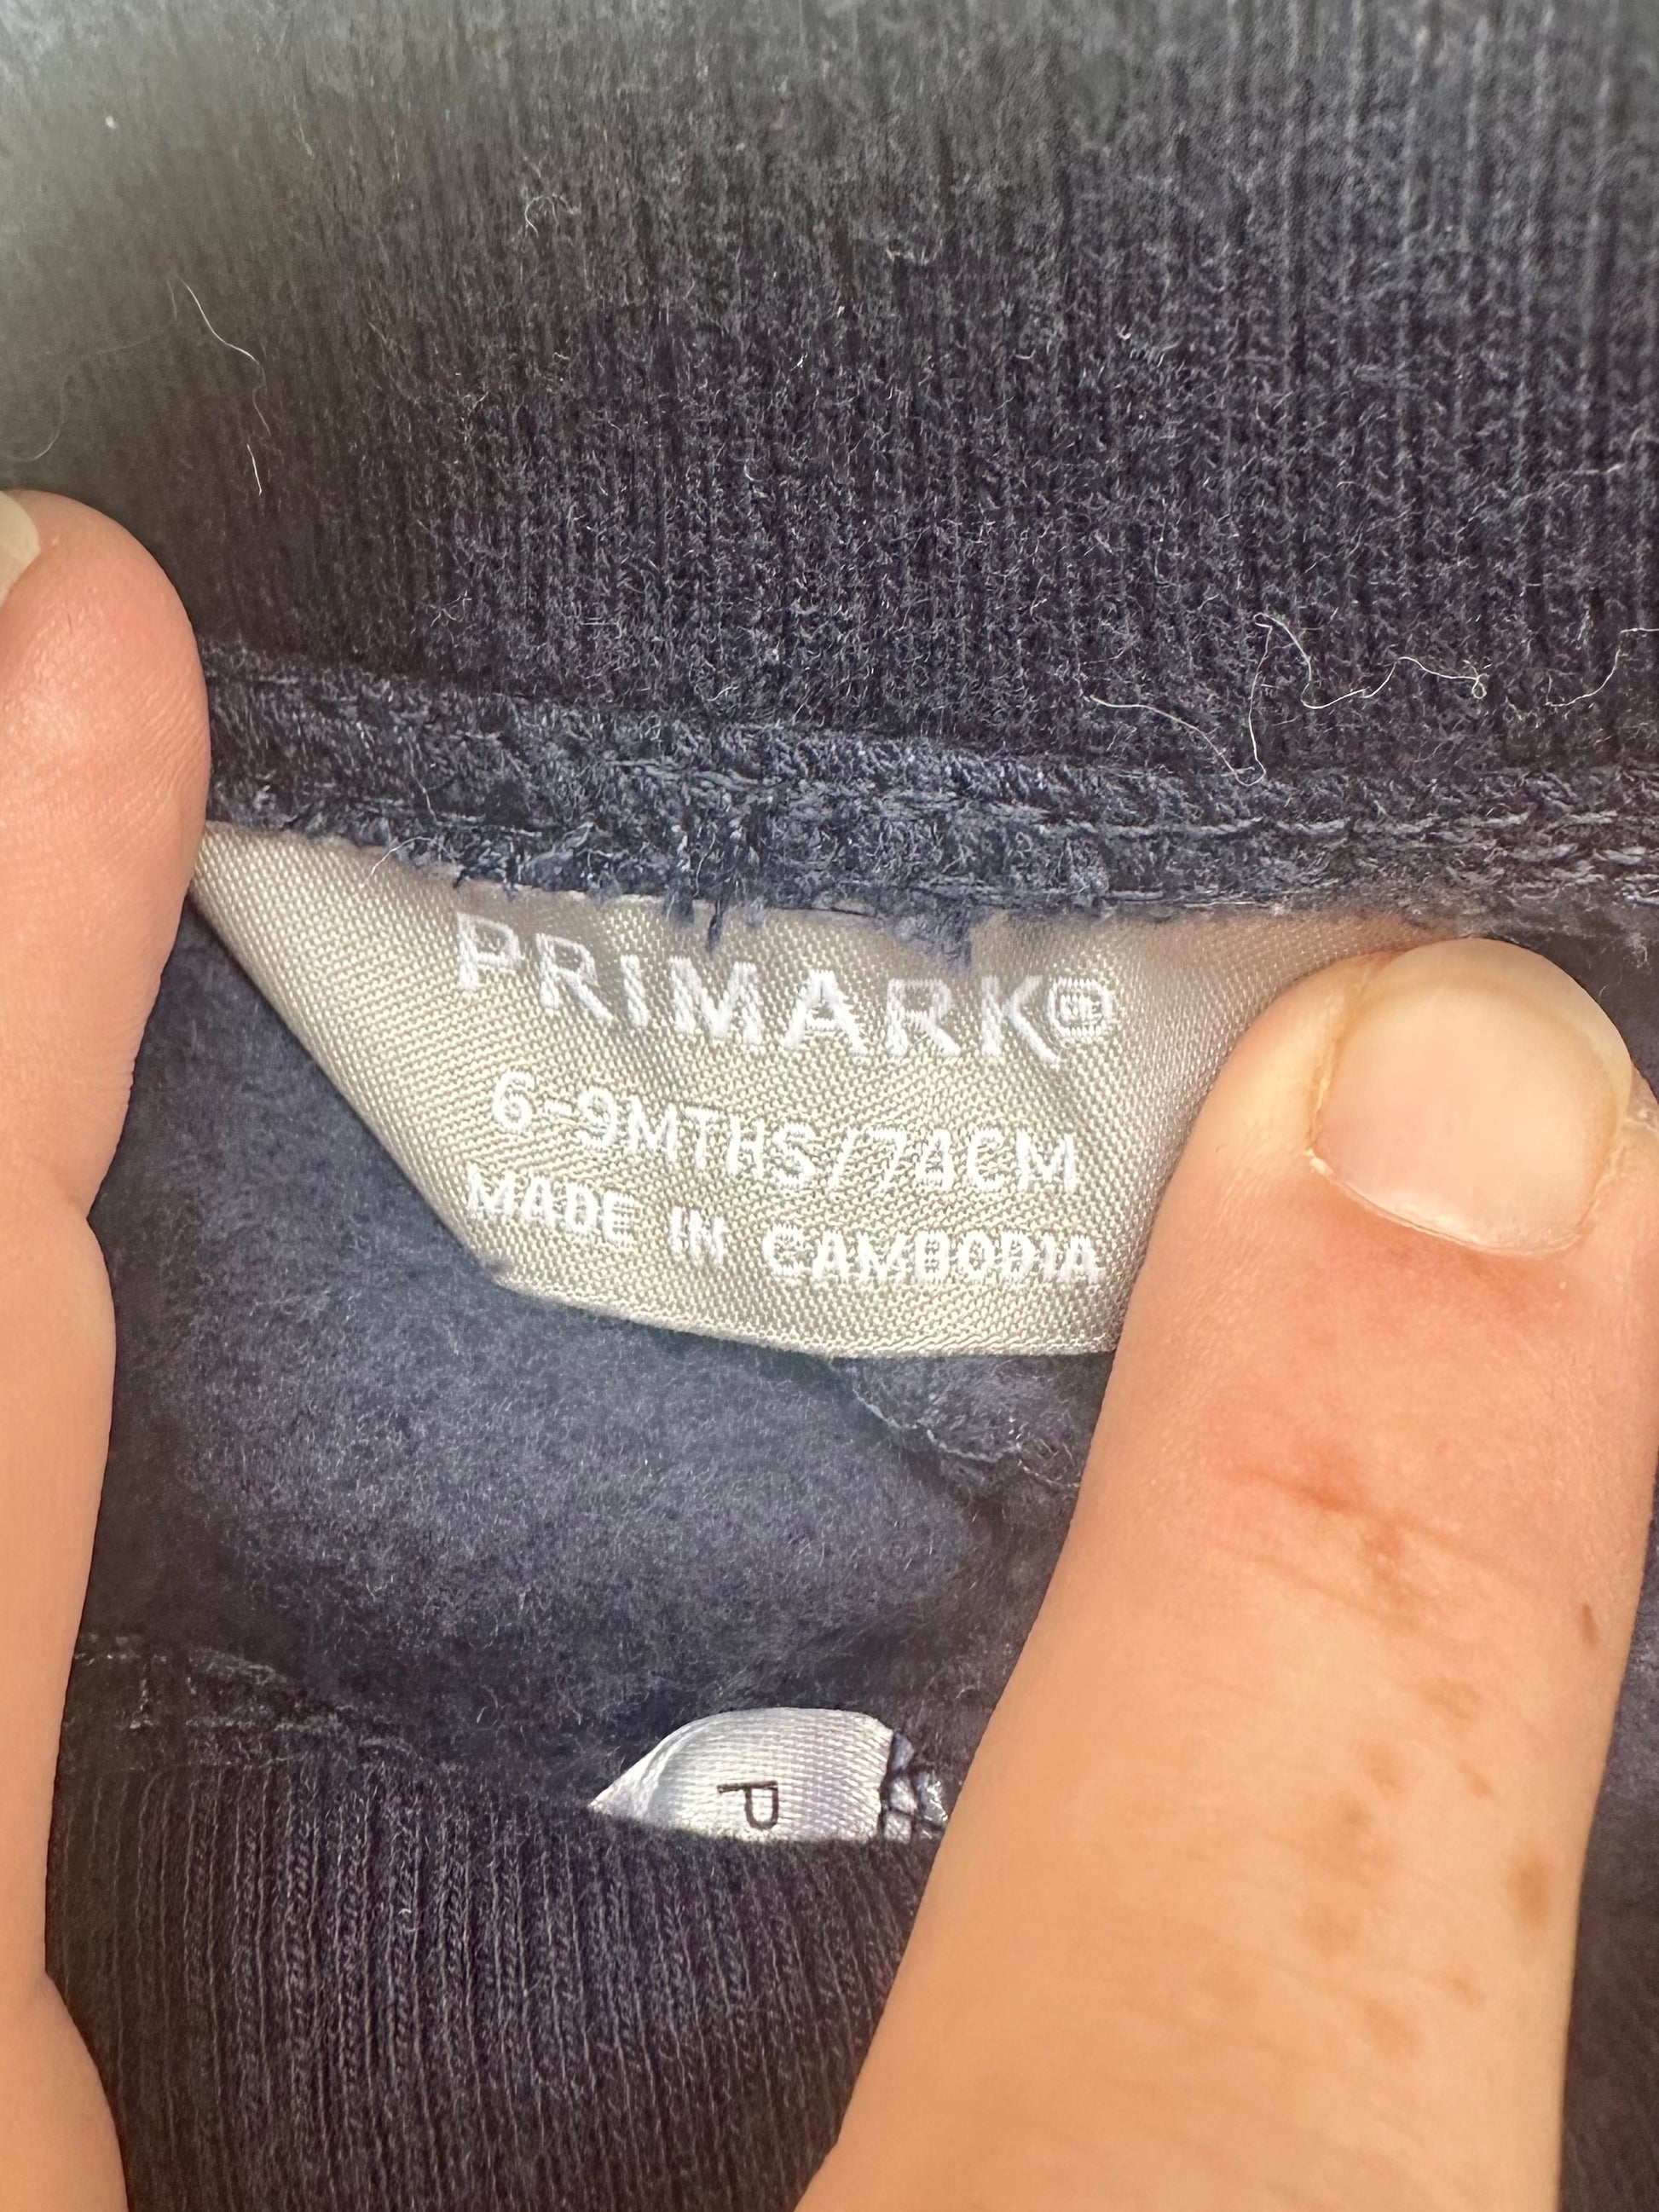 PRIMARK®
6-9MTHS/74CM
MADE IN CAMBODIA
P